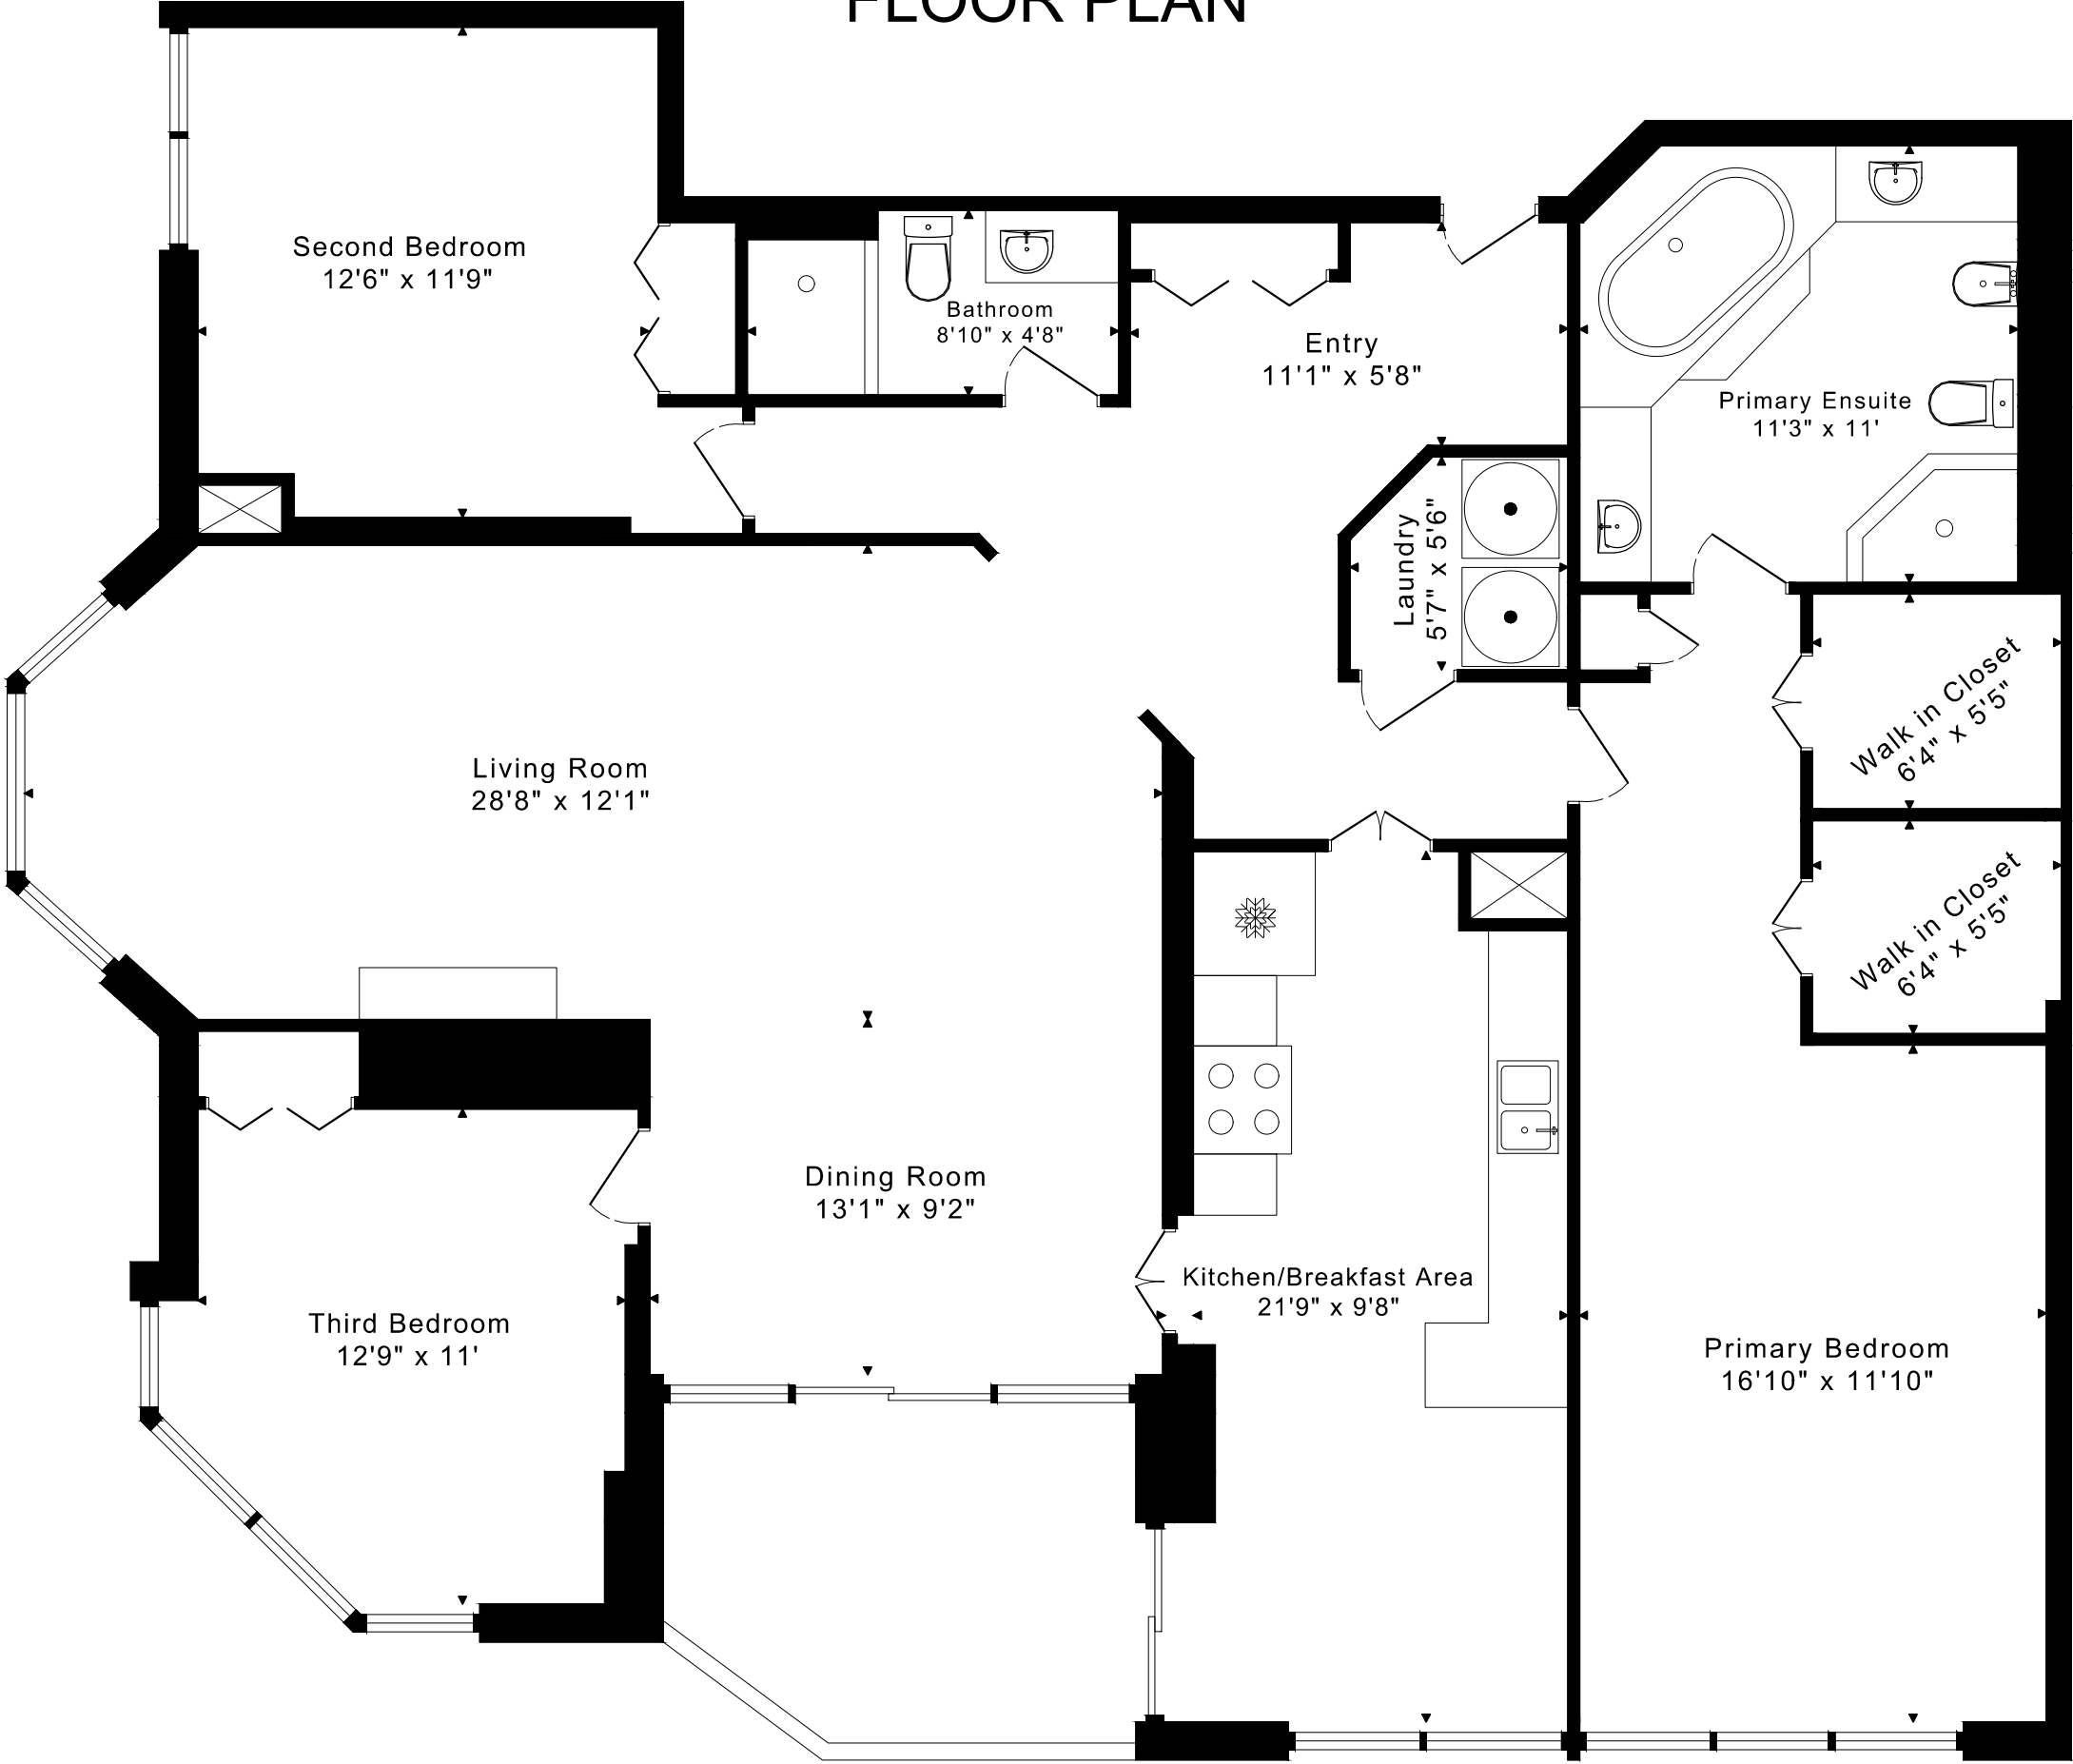 FLOOR PLAN
Second Bedroom
12'6" x 11'9"
Bathroom
8'10" x 4'8"
Entry
11'1" x 5'8"
Primary Ensuite
11'3" x 11'
Laundry
5'7" x 5'6"
Walk in Closet
6'4" x 5'5"
Living Room
28'8" x 12'1"
Walk in Closet
6'4" x 5'5"
Dining Room
13'1" x 9'2"
Kitchen/Breakfast Area
21'9" x 9'8"
Third Bedroom
12'9" x 11'
Primary Bedroom
16'10" x 11'10"